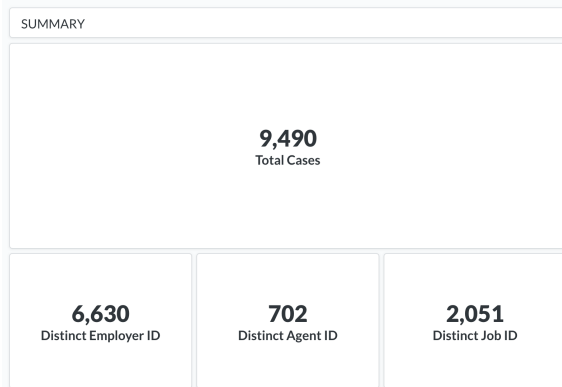 SUMMARY
9,490
Total Cases
6,630
Distinct Employer ID
702
Distinct Agent ID
2,051
Distinct Job ID